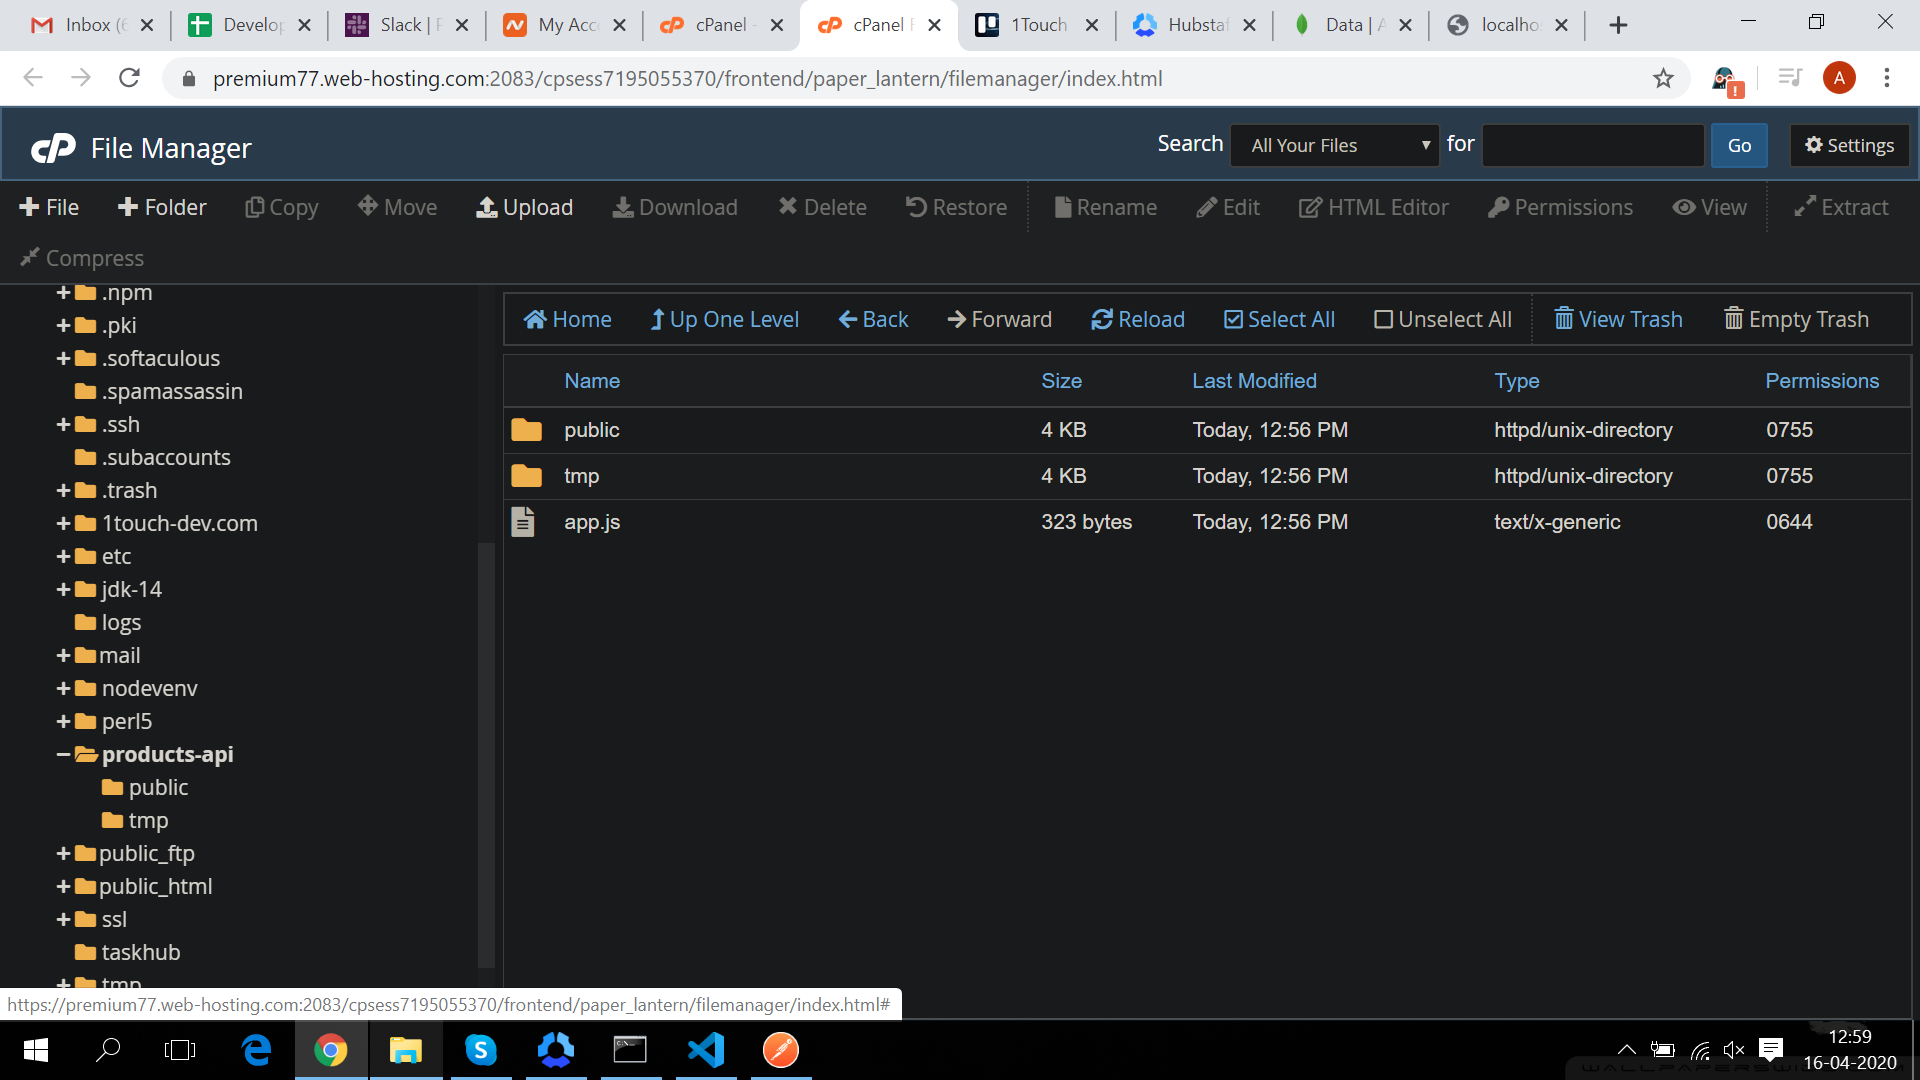 Inbox (6
Develop
Slack | F
My Acc
cPanel -
cPanel F
1Touch
Hubstaf
Data | A
localho
premium77.web-hosting.com:2083/cpsess7195055370/frontend/paper_lantern/filemanager/index.html
A
cP File Manager
Search All Your Files for Go Settings
File Folder Copy Move Upload Download Delete Restore Rename Edit HTML Editor Permissions View Extract
Compress
Home Up One Level Back Forward Reload Select All Unselect All View Trash Empty Trash
.npm
.pki
.softaculous
.spamassassin
.ssh
.subaccounts
.trash
1touch-dev.com
etc
jdk-14
logs
mail
nodevenv
perl5
products-api
public
tmp
public_ftp
public_html
ssl
taskhub
tmp
Name Size Last Modified Type Permissions
public 4 KB Today, 12:56 PM httpd/unix-directory 0755
tmp 4 KB Today, 12:56 PM httpd/unix-directory 0755
app.js 323 bytes Today, 12:56 PM text/x-generic 0644
https://premium77.web-hosting.com:2083/cpsess7195055370/frontend/paper_lantern/filemanager/index.html#
12:59
16-04-2020